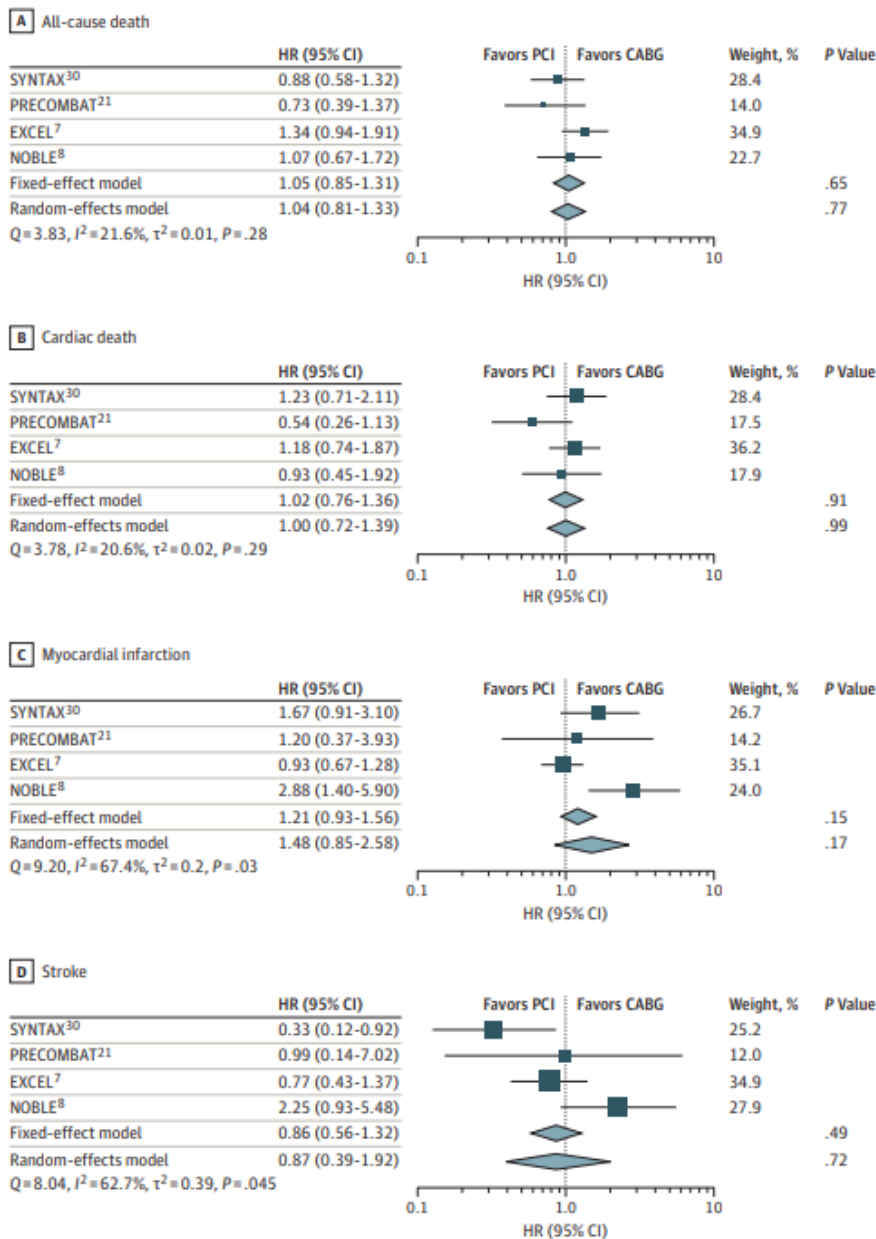 A All-cause death
HR (95% CI) Favors PCI Favors CABG Weight, % P Value
SYNTAX30 0.88 (0.58-1.32) 28.4
PRECOMBAT21 0.73 (0.39-1.37) 14.0
EXCEL7 1.34 (0.94-1.91) 34.9
NOBLE8 1.07 (0.67-1.72) 22.7
Fixed-effect model 1.05 (0.85-1.31) .65
Random-effects model 1.04 (0.81-1.33) .77
Q=3.83, I2=21.6%, τ2=0.01, P=.28
0.1 1.0 10
HR (95% CI)
B Cardiac death
HR (95% CI) Favors PCI Favors CABG Weight, % P Value
SYNTAX30 1.23 (0.71-2.11) 28.4
PRECOMBAT21 0.54 (0.26-1.13) 17.5
EXCEL7 1.18 (0.74-1.87) 36.2
NOBLE8 0.93 (0.45-1.92) 17.9
Fixed-effect model 1.02 (0.76-1.36) .91
Random-effects model 1.00 (0.72-1.39) .99
Q=3.78, I2=20.6%, τ2=0.02, P=.29
0.1 1.0 10
HR (95% CI)
C Myocardial infarction
HR (95% CI) Favors PCI Favors CABG Weight, % P Value
SYNTAX30 1.67 (0.91-3.10) 26.7
PRECOMBAT21 1.20 (0.37-3.93) 14.2
EXCEL7 0.93 (0.67-1.28) 35.1
NOBLE8 2.88 (1.40-5.90) 24.0
Fixed-effect model 1.21 (0.93-1.56) .15
Random-effects model 1.48 (0.85-2.58) .17
Q=9.20, I2=67.4%, τ2=0.2, P=.03
0.1 1.0 10
HR (95% CI)
D Stroke
HR (95% CI) Favors PCI Favors CABG Weight, % P Value
SYNTAX30 0.33 (0.12-0.92) 25.2
PRECOMBAT21 0.99 (0.14-7.02) 12.0
EXCEL7 0.77 (0.43-1.37) 34.9
NOBLE8 2.25 (0.93-5.48) 27.9
Fixed-effect model 0.86 (0.56-1.32) .49
Random-effects model 0.87 (0.39-1.92) .72
Q=8.04, I2=62.7%, τ2=0.39, P=.045
0.1 1.0 10
HR (95% CI)